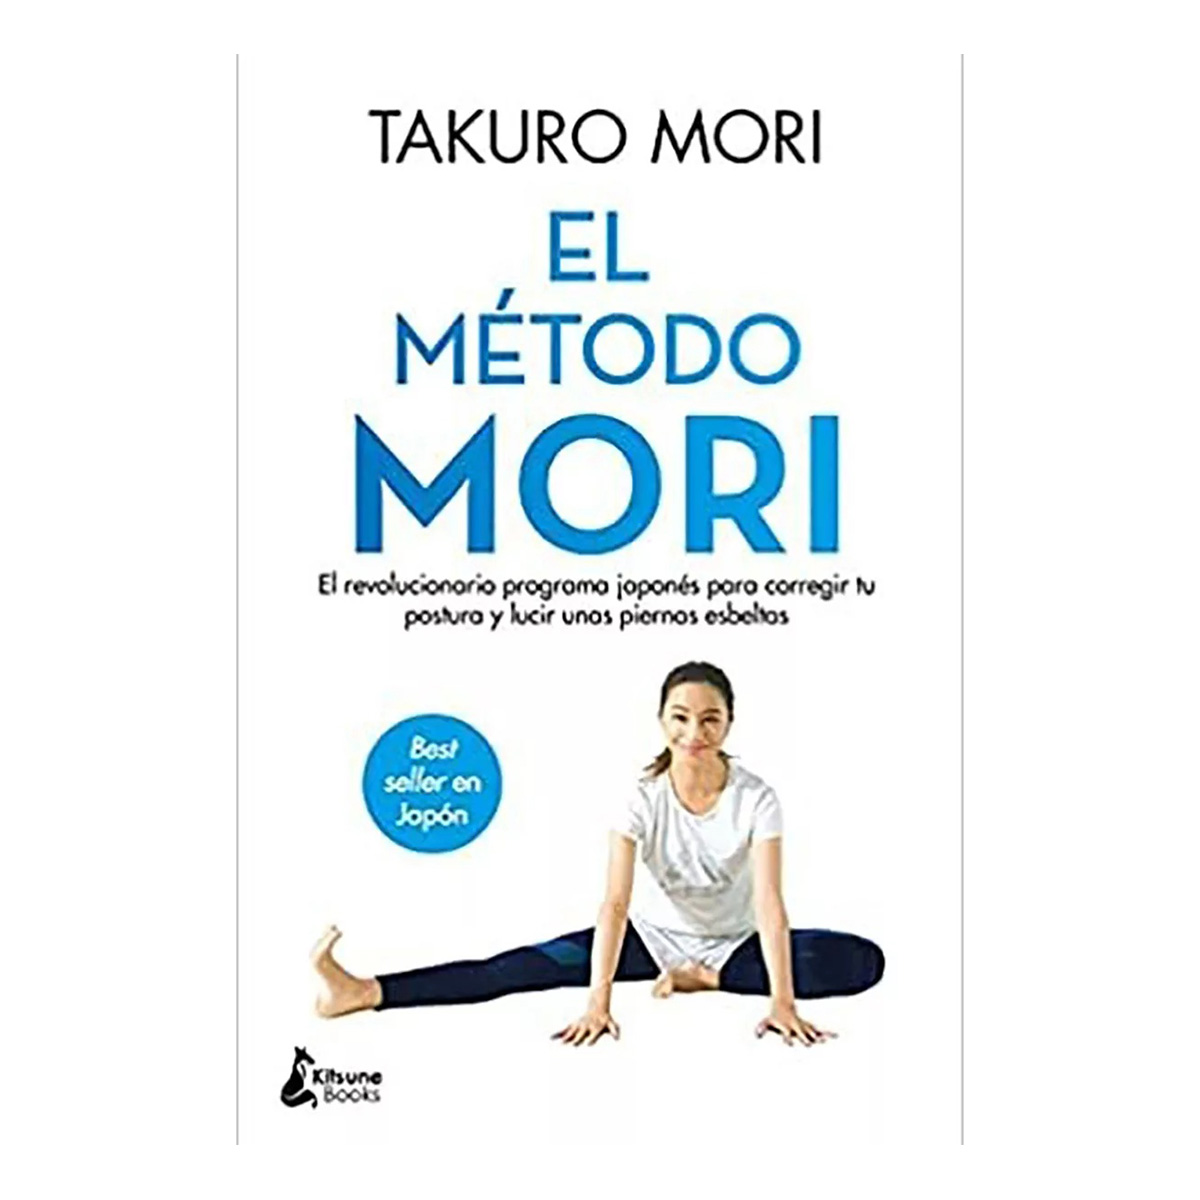 TAKURO MORI
EL
MÉTODO
MORI
El revolucionario programa japonés para corregir tu
postura y lucir unas piernas esbeltas
Best
seller en
Japón
Kitsune
Books